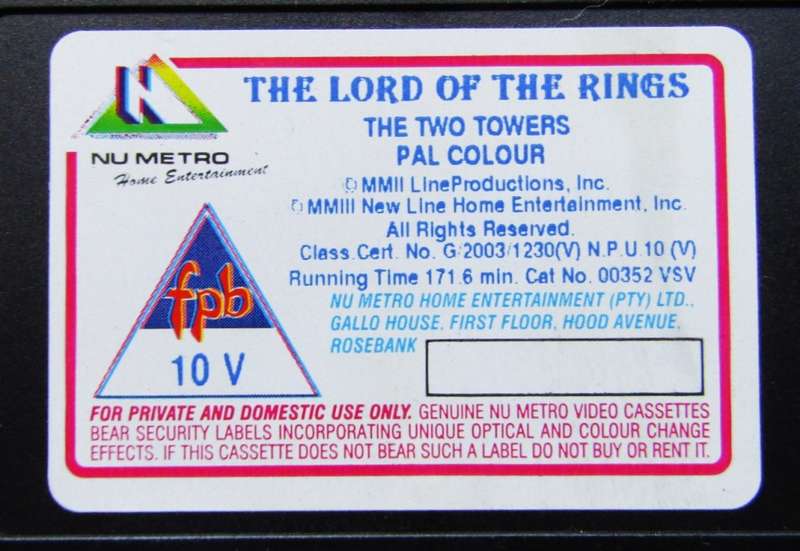 N
NU METRO
Home Entertainment
THE LORD OF THE RINGS
THE TWO TOWERS
PAL COLOUR
© MMII LineProductions, Inc.
© MMIII New Line Home Entertainment, Inc.
All Rights Reserved.
Class.Cert. No. G/2003/1230(V) N.P.U.10 (V)
Running Time 171.6 min. Cat No. 00352 VSV
NU METRO HOME ENTERTAINMENT (PTY) LTD.,
GALLO HOUSE, FIRST FLOOR, HOOD AVENUE,
ROSEBANK
fpb
10 V
FOR PRIVATE AND DOMESTIC USE ONLY. GENUINE NU METRO VIDEO CASSETTES
BEAR SECURITY LABELS INCORPORATING UNIQUE OPTICAL AND COLOUR CHANGE
EFFECTS. IF THIS CASSETTE DOES NOT BEAR SUCH A LABEL DO NOT BUY OR RENT IT.